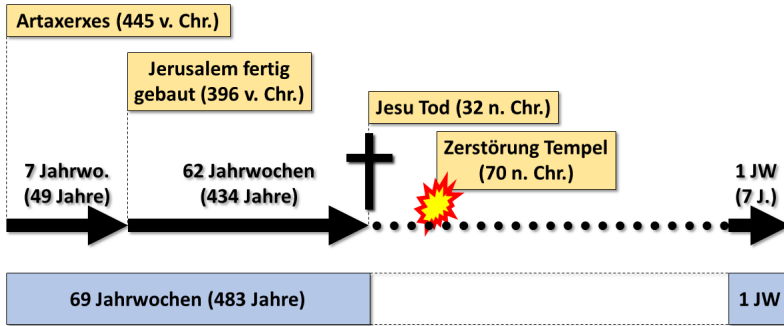 Artaxerxes (445 v. Chr.)
Jerusalem fertig
gebaut (396 v. Chr.)
Jesu Tod (32 n. Chr.)
Zerstörung Tempel
(70 n. Chr.)
7 Jahrwo.
(49 Jahre)
62 Jahrwochen
(434 Jahre)
1 JW
(7 J.)
69 Jahrwochen (483 Jahre)
1 JW